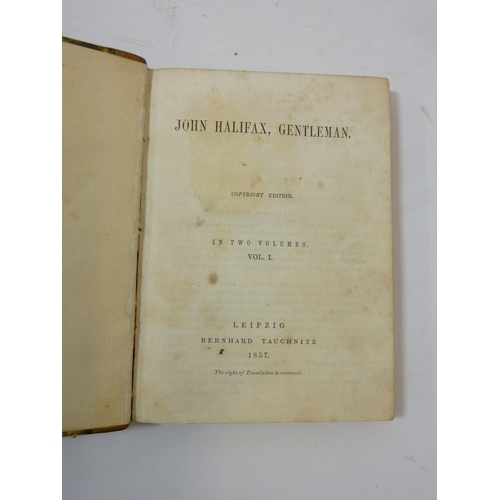 JOHN HALIFAX, GENTLEMAN.
COPYRIGHT EDITION.
IN TWO VOLUMES.
VOL. I.
LEIPZIG
BERNHARD TAUCHNITZ
1857.
The right of Translation is reserved.